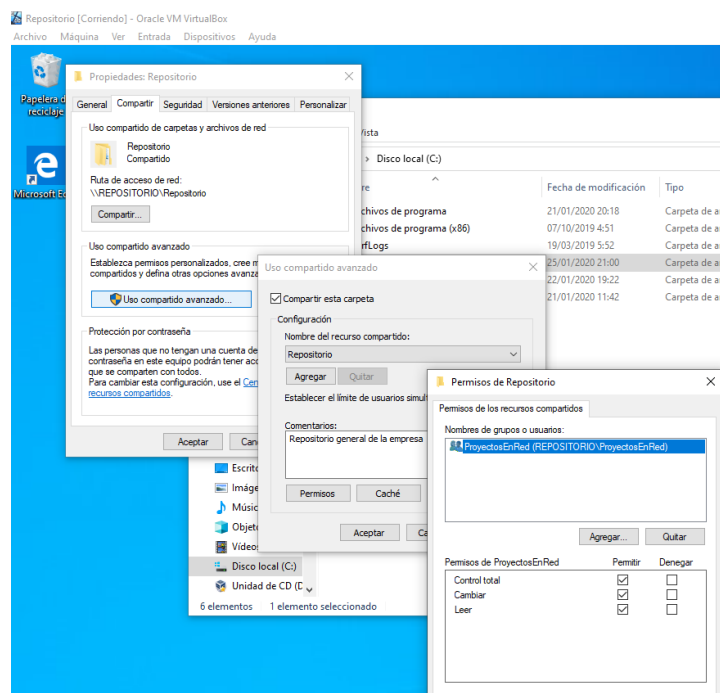 Repositorio [Corriendo] - Oracle VM VirtualBox
Archivo Máquina Ver Entrada Dispositivos Ayuda
Papelera d
reciclaje
Microsoft Ed
Propiedades: Repositorio
General Compartir Seguridad Versiones anteriores Personalizar
Uso compartido de carpetas y archivos de red
Repositorio
Compartido
Ruta de acceso de red:
\\REPOSITORIO\Repositorio
Compartir...
Uso compartido avanzado
Establezca permisos personalizados, cree m
compartidos y defina otras opciones avanza
Uso compartido avanzado...
Protección por contraseña
Las personas que no tengan una cuenta de
contraseña en este equipo podrán tener acc
que se comparten con todos.
Para cambiar esta configuración, use el Cen
recursos compartidos.
Aceptar Can
Vista
> Disco local (C:)
re Fecha de modificación Tipo
chivos de programa 21/01/2020 20:18 Carpeta de a
chivos de programa (x86) 07/10/2019 4:51 Carpeta de a
rfLogs 19/03/2019 5:52 Carpeta de a
25/01/2020 21:00 Carpeta de a
22/01/2020 19:22 Carpeta de a
21/01/2020 11:42 Carpeta de a
Uso compartido avanzado
Compartir esta carpeta
Configuración
Nombre del recurso compartido:
Repositorio
Agregar Quitar
Establecer el límite de usuarios simult
Comentarios:
Repositorio general de la empresa
Permisos Caché
Aceptar Ca
Permisos de Repositorio
Permisos de los recursos compartidos
Nombres de grupos o usuarios:
ProyectosEnRed (REPOSITORIO\ProyectosEnRed)
Agregar... Quitar
Permisos de ProyectosEnRed Permitir Denegar
Control total
Cambiar
Leer
Escrito
Imáge
Músic
Objet
Vídeo
Disco local (C:)
Unidad de CD (D
6 elementos 1 elemento seleccionado